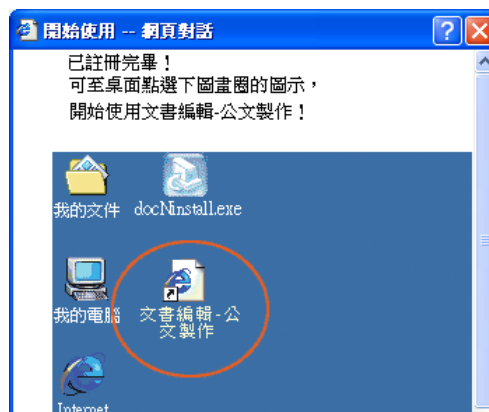 開始使用 -- 網頁對話
已註冊完畢！
可至桌面點選下圖畫圈的圖示，
開始使用文書編輯-公文製作！
我的文件 docNinstall.exe
我的電腦 文書編輯-公
文製作
Internet